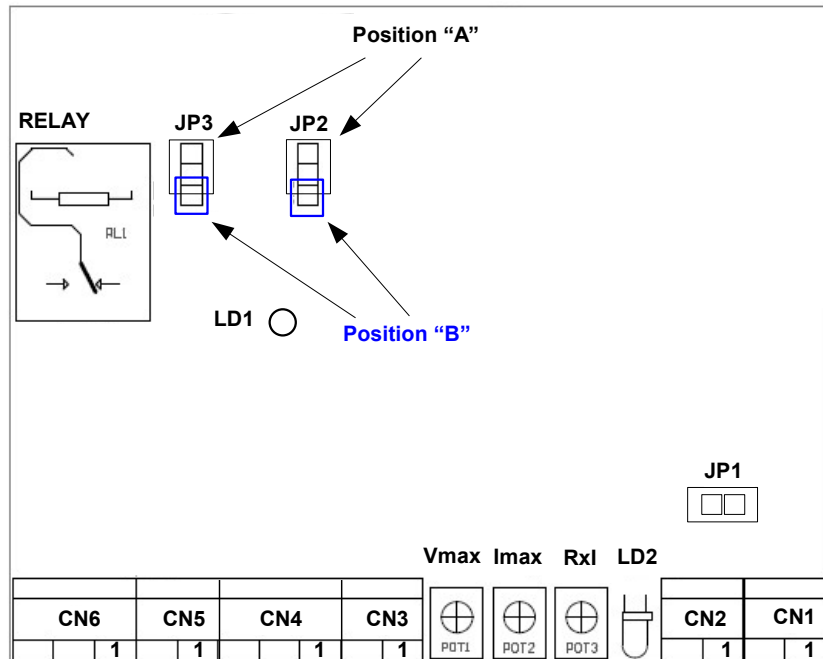 Position “A”
RELAY
JP3
JP2
RL1
LD1
Position “B”
JP1
Vmax Imax RxI LD2
CN6 CN5 CN4 CN3 CN2 CN1
POT1 POT2 POT3
1 1 1 1 1 1